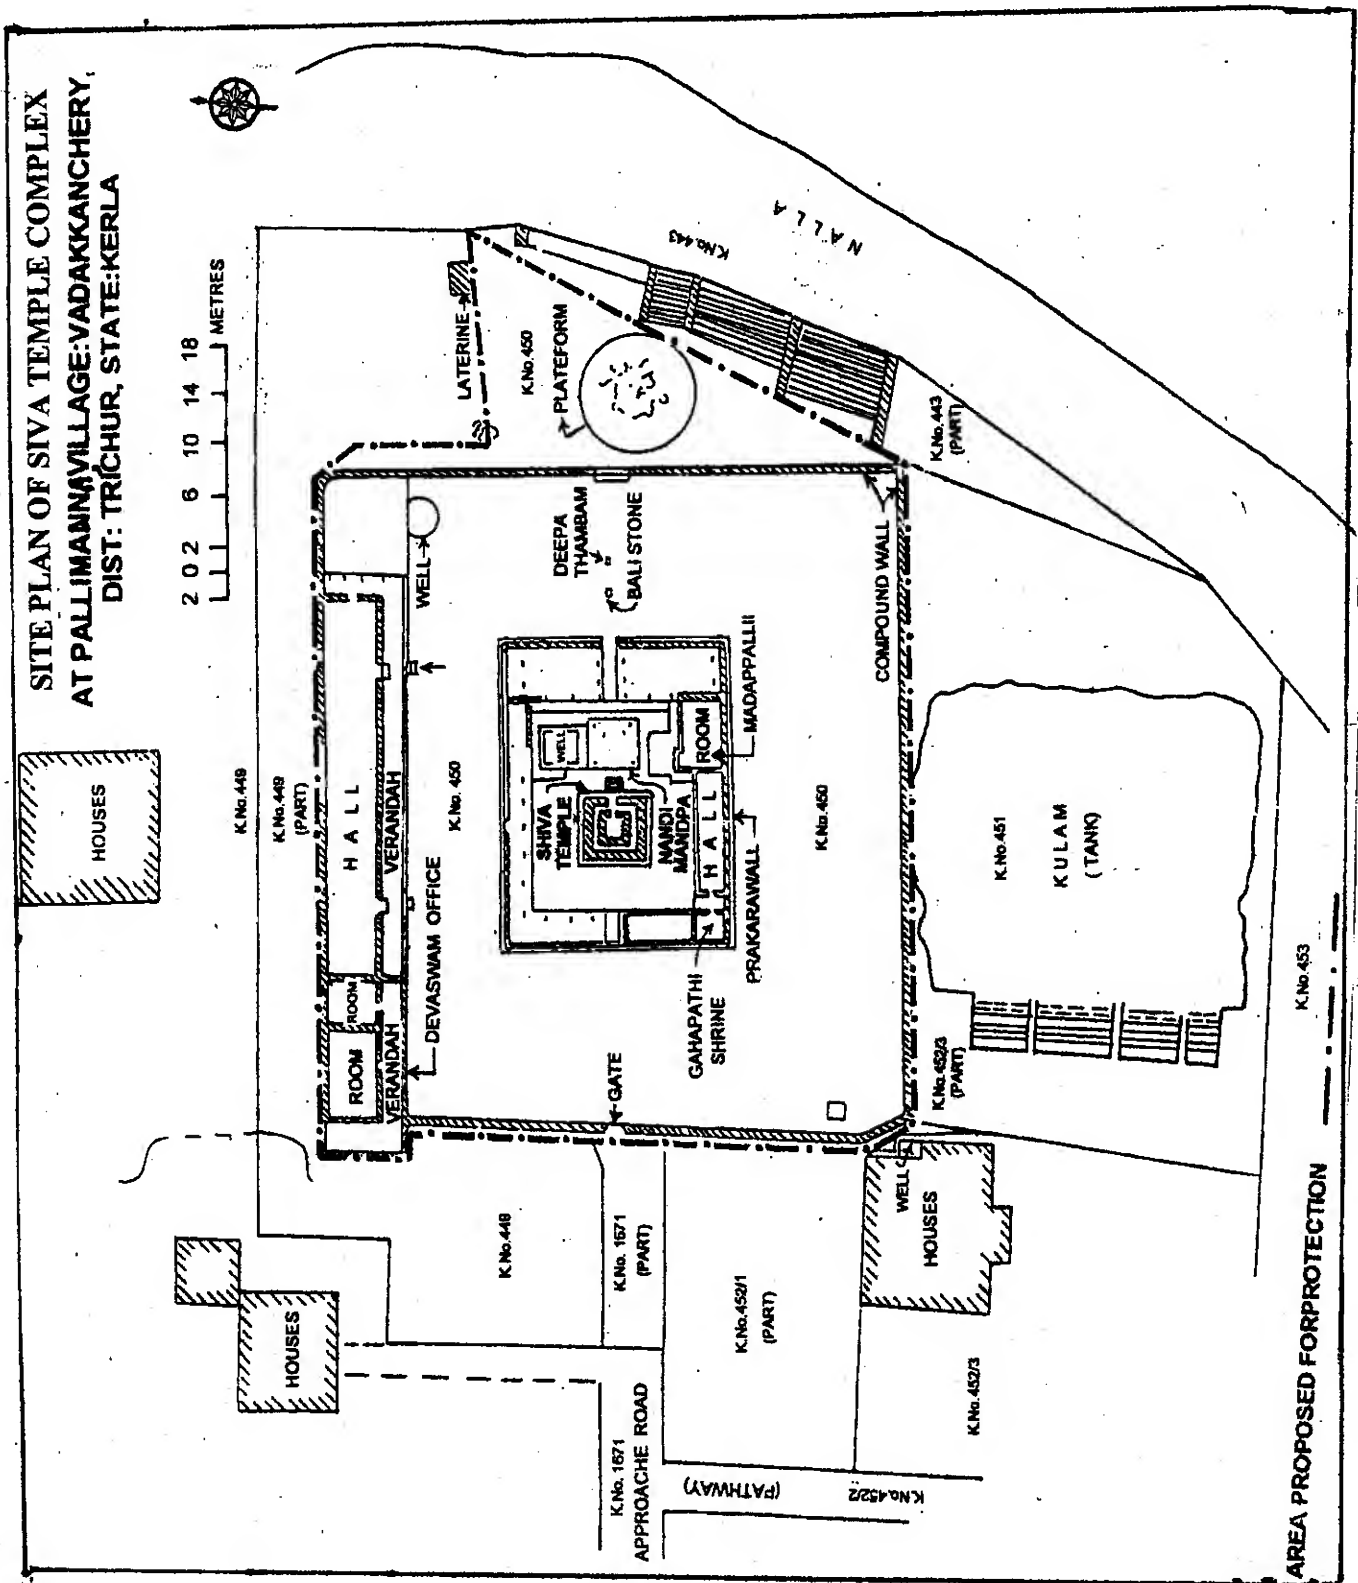 SITE PLAN OF SIVA TEMPLE COMPLEX
AT PALLIMANNA, VILLAGE: VADAKKANCHERY,
DIST: TRICHUR, STATE:KERLA
2 0 2 6 10 14 18
METRES
HOUSES
K.No.449
K.No.449
(PART)
HALL
VERANDAH
ROOM
ROOM
VERANDAH
DEVASWAM OFFICE
WELL
K.No. 450
LATERINE
K.No.450
PLATEFORM
K.No.443
NALLA
K.No.443
(PART)
DEEPA
THAMBAM
BALI STONE
COMPOUND WALL
SHIVA
TEMPLE
WELL
NANDI
MANDPA
HALL
ROOM
MADAPPALLII
PRAKARAWALL
GAHAPATHI
SHRINE
GATE
K.No.450
K.No.451
KULAM
(TANK)
K.No.452/3
(PART)
K.No.453
HOUSES
K.No.449
K.No. 1671
(PART)
K.No.452/1
(PART)
WELL
HOUSES
K.No.452/3
K.No. 1671
APPROACHE ROAD
(PATHWAY)
K.No.452/2
AREA PROPOSED FORPROTECTION